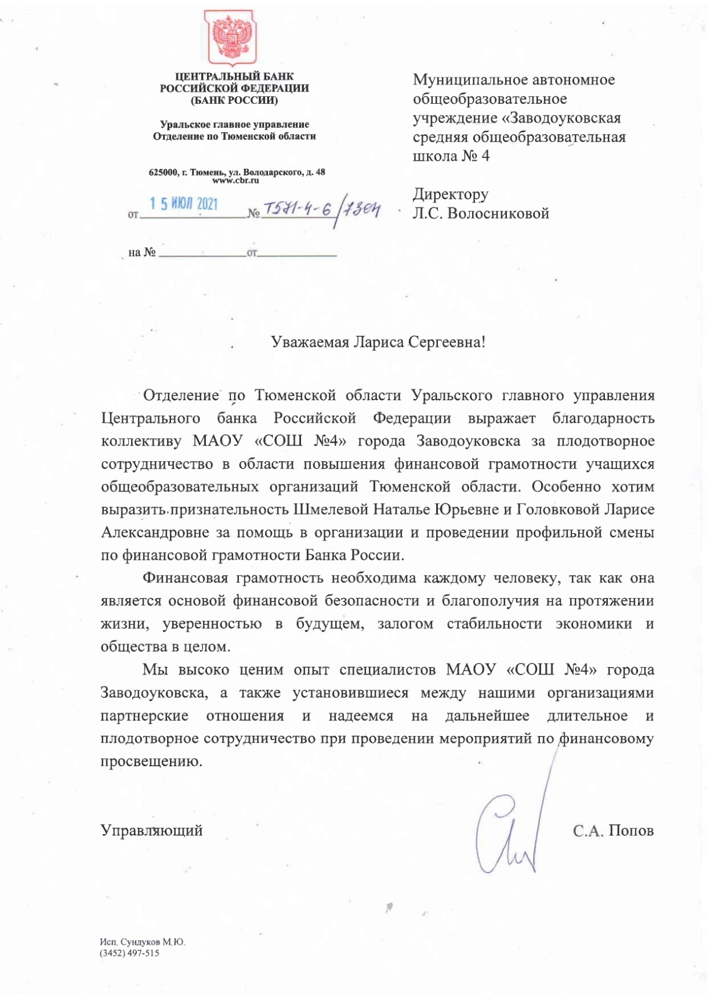 ЦЕНТРАЛЬНЫЙ БАНК
РОССИЙСКОЙ ФЕДЕРАЦИИ
(БАНК РОССИИ)
Уральское главное управление
Отделение по Тюменской области
625000, г. Тюмень, ул. Володарского, д. 48
www.cbr.ru
от 15 ИЮЛ 2021 № Т571-4-6/7304
на № от
Муниципальное автономное
общеобразовательное
учреждение «Заводоуковская
средняя общеобразовательная
школа № 4
Директору
Л.С. Волосниковой
Уважаемая Лариса Сергеевна!
Отделение по Тюменской области Уральского главного управления
Центрального банка Российской Федерации выражает благодарность
коллективу МАОУ «СОШ №4» города Заводоуковска за плодотворное
сотрудничество в области повышения финансовой грамотности учащихся
общеобразовательных организаций Тюменской области. Особенно хотим
выразить признательность Шмелевой Наталье Юрьевне и Головковой Ларисе
Александровне за помощь в организации и проведении профильной смены
по финансовой грамотности Банка России.
Финансовая грамотность необходима каждому человеку, так как она
является основой финансовой безопасности и благополучия на протяжении
жизни, уверенностью в будущем, залогом стабильности экономики и
общества в целом.
Мы высоко ценим опыт специалистов МАОУ «СОШ №4» города
Заводоуковска, а также установившиеся между нашими организациями
партнерские отношения и надеемся на дальнейшее длительное и
плодотворное сотрудничество при проведении мероприятий по финансовому
просвещению.
Управляющий С.А. Попов
Исп. Сундуков М.Ю.
(3452) 497-515